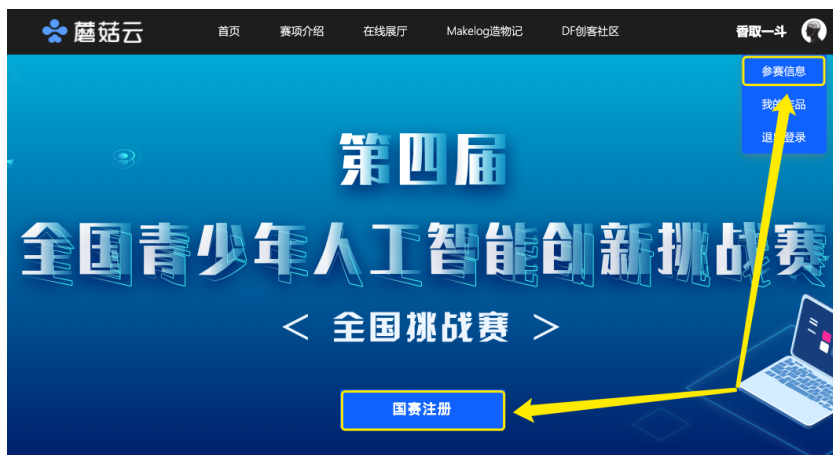 蘑菇云 首页 赛项介绍 在线展厅 Makelog造物记 DF创客社区 香取一斗
参赛信息
我的 品
退 登录
第四届
全国青少年人工智能创新挑战赛
< 全国挑战赛 >
国赛注册